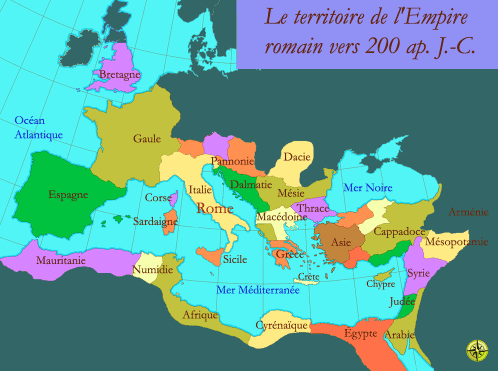 Le territoire de l'Empire
romain vers 200 ap. J.-C.
Bretagne
Océan
Atlantique
Gaule
Pannonie
Dacie
Dalmatie
Mésie
Mer Noire
Espagne
Corse
Italie
Rome
Thrace
Macédoine
Arménie
Sardaigne
Cappadoce
Asie
Mésopotamie
Grèce
Mauritanie
Numidie
Sicile
Crète
Syrie
Chypre
Mer Méditerranée
Judée
Afrique
Cyrénaïque
Egypte
Arabie